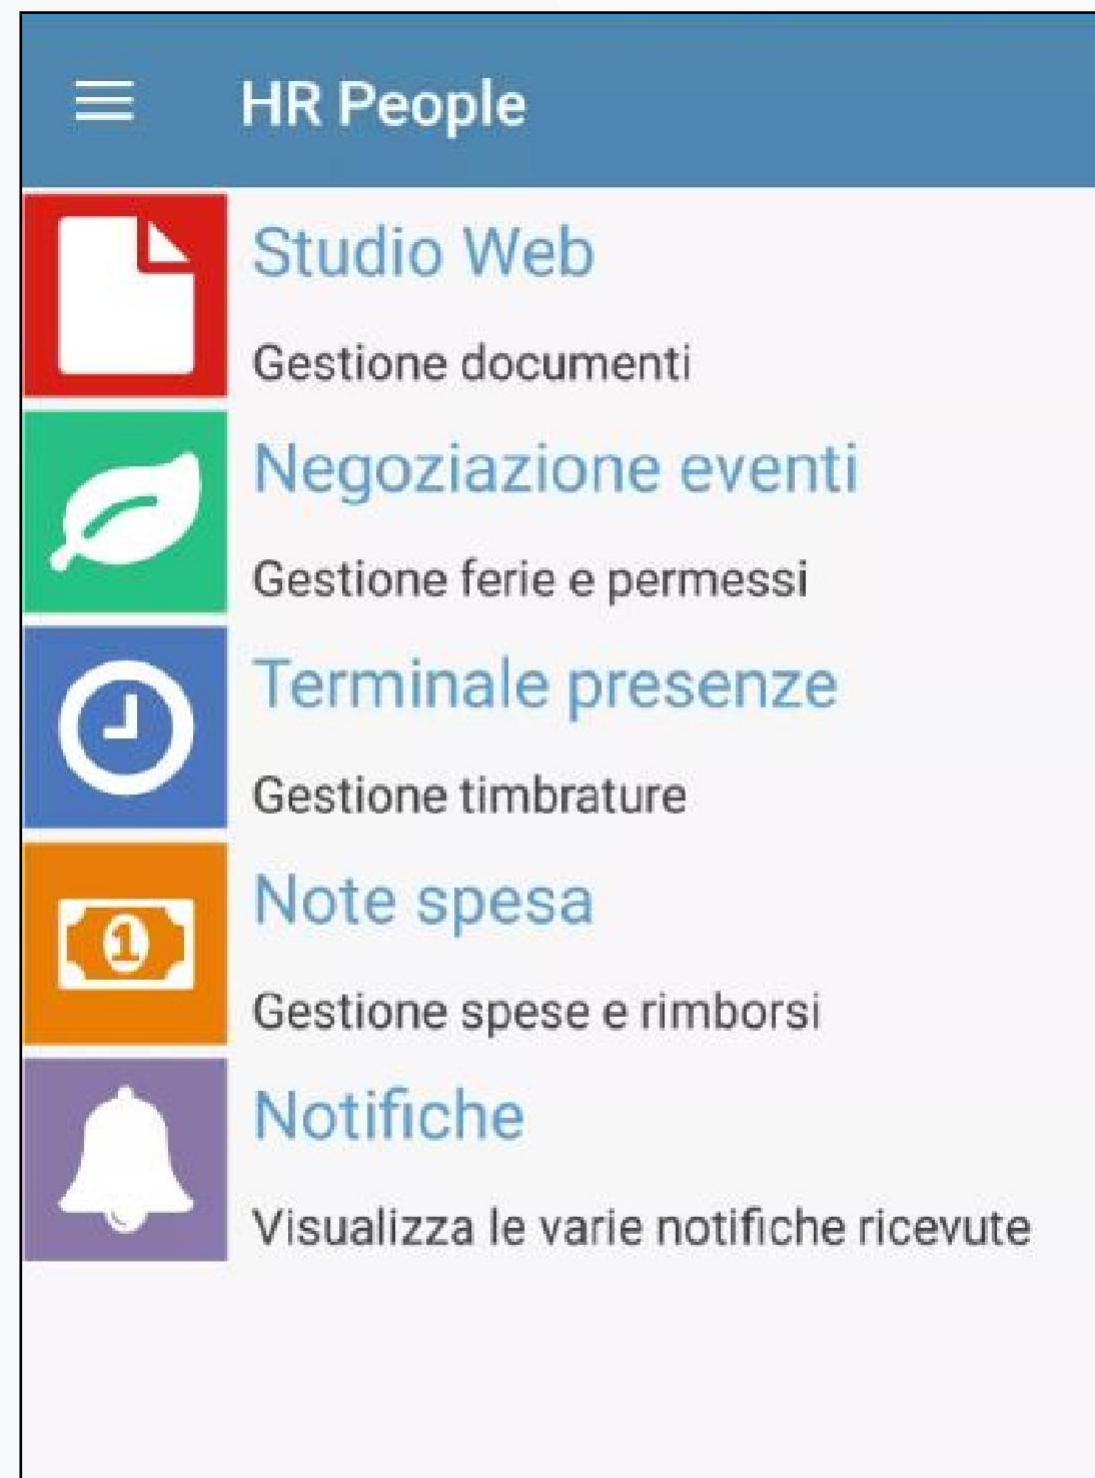 HR People
Studio Web
Gestione documenti
Negoziazione eventi
Gestione ferie e permessi
Terminale presenze
Gestione timbrature
1
Note spesa
Gestione spese e rimborsi
Notifiche
Visualizza le varie notifiche ricevute